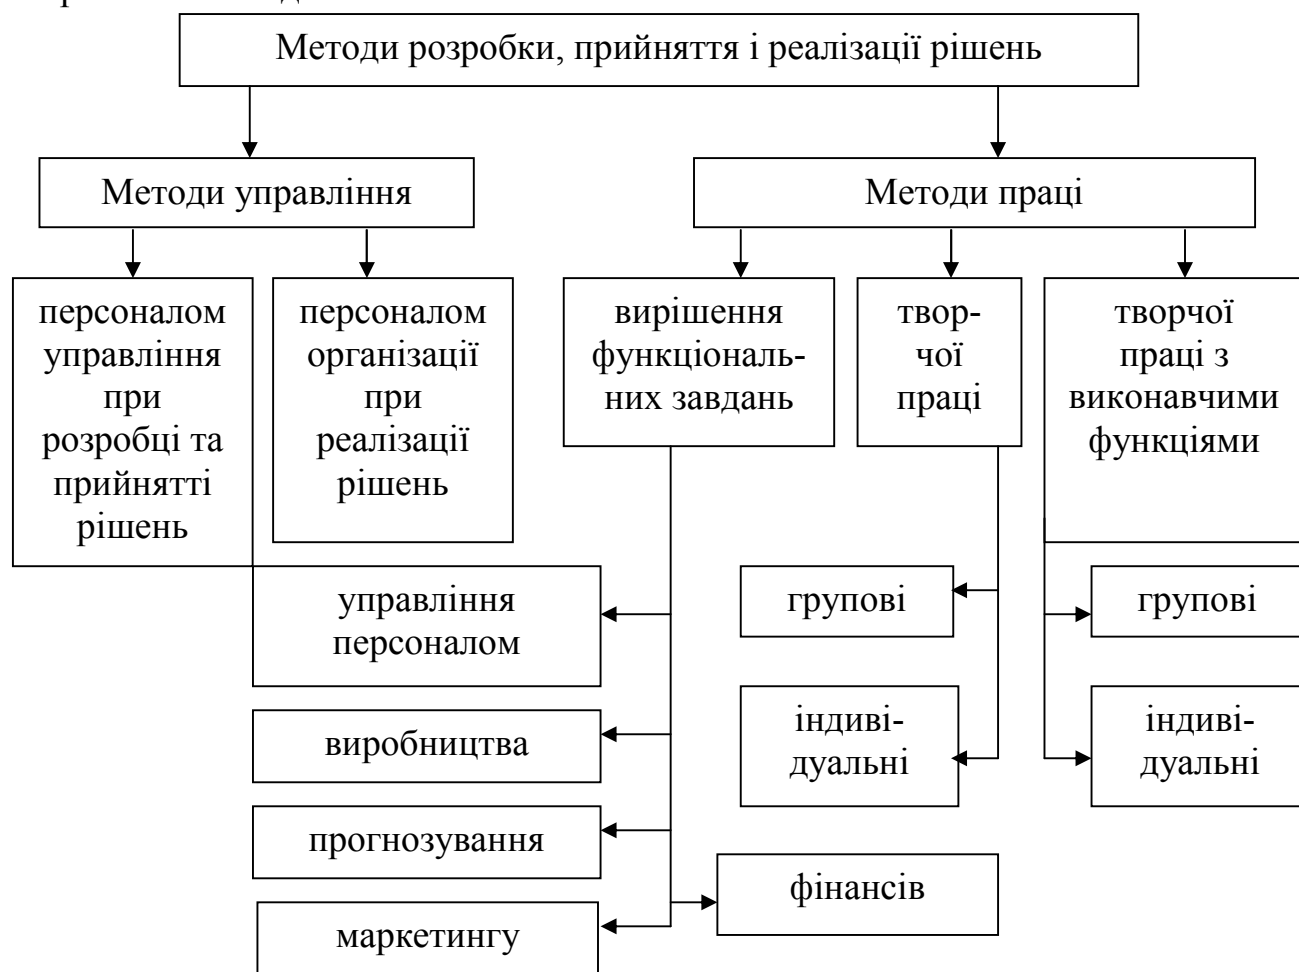 Методи розробки, прийняття і реалізації рішень
Методи управління
Методи праці
персоналом
управління
при
розробці та
прийнятті
рішень
персоналом
організації
при
реалізації
рішень
вирішення
функціональ-
них завдань
твор-
чої
праці
творчої
праці з
виконавчими
функціями
управління
персоналом
виробництва
прогнозування
маркетингу
фінансів
групові
індиві-
дуальні
групові
індиві-
дуальні